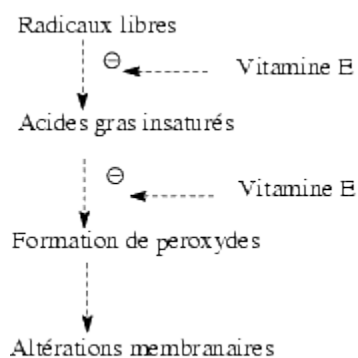 Radicaux libres
⊖
Vitamine E
Acides gras insaturés
⊖
Vitamine E
Formation de peroxydes
Altérations membranaires